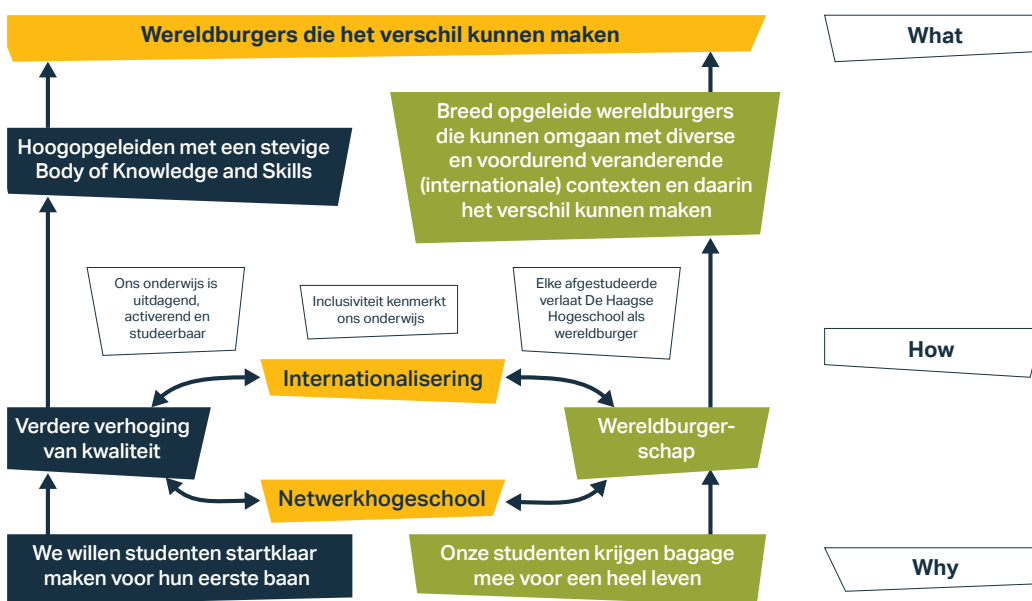 Wereldburgers die het verschil kunnen maken
What
Hoogopgeleiden met een stevige
Body of Knowledge and Skills
Breed opgeleide wereldburgers
die kunnen omgaan met diverse
en voordurend veranderende
(internationale) contexten en daarin
het verschil kunnen maken
Ons onderwijs is
uitdagend,
activerend en
studeerbaar
Inclusiviteit kenmerkt
ons onderwijs
Elke afgestudeerde
verlaat De Haagse
Hogeschool als
wereldburger
How
Internationalisering
Verdere verhoging
van kwaliteit
Wereldburger-
schap
Netwerkhogeschool
We willen studenten startklaar
maken voor hun eerste baan
Onze studenten krijgen bagage
mee voor een heel leven
Why